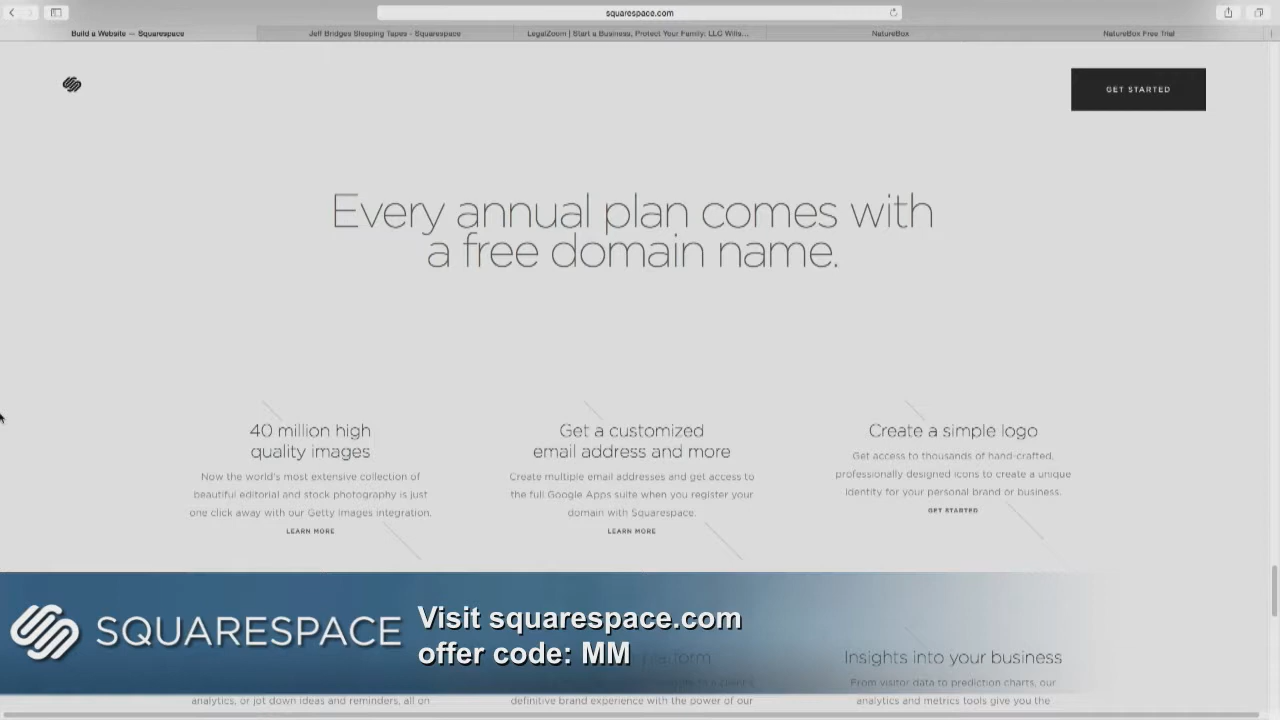 squarespace.com
Build a Website — Squarespace
Jeff Bridges Sleeping Tapes - Squarespace
LegalZoom | Start a Business, Protect Your Family: LLC Wills...
NatureBox
NatureBox Free Trial
GET STARTED
Every annual plan comes with
a free domain name.
40 million high
quality images
Now the world's most extensive collection of
beautiful editorial and stock photography is just
one click away with our Getty Images integration.
LEARN MORE
Get a customized
email address and more
Create multiple email addresses and get access to
the full Google Apps suite when you register your
domain with Squarespace.
LEARN MORE
Create a simple logo
Get access to thousands of hand-crafted,
professionally designed icons to create a unique
identity for your personal brand or business.
GET STARTED
SQUARESPACE
Visit squarespace.com
offer code: MM
platform
Insights into your business
analytics, or jot down ideas and reminders, all on
definitive brand experience with the power of our
From visitor data to prediction charts, our
analytics and metrics tools give you the